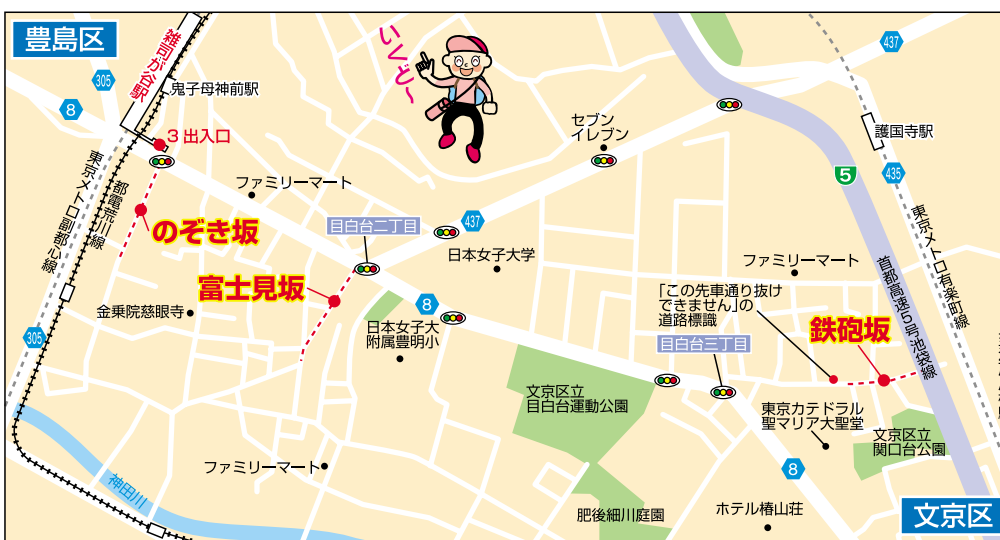 豊島区
雑司が谷駅
305
8
鬼子母神前駅
3出入口
東京メトロ副都心線
都電荒川線
いくど〜
437
セブン
イレブン
護国寺駅
5
435
ファミリーマート
のぞき坂
目白台二丁目
437
日本女子大学
富士見坂
金乗院慈眼寺
8
日本女子大
附属豊明小
305
ファミリーマート
「この先車通り抜け
できません」の
道路標識
目白台三丁目
鉄砲坂
首都高速5号池袋線
東京メトロ有楽町線
文京区立
目白台運動公園
東京カテドラル
聖マリア大聖堂
文京区立
関口台公園
ファミリーマート
神田川
8
肥後細川庭園
ホテル椿山荘
文京区